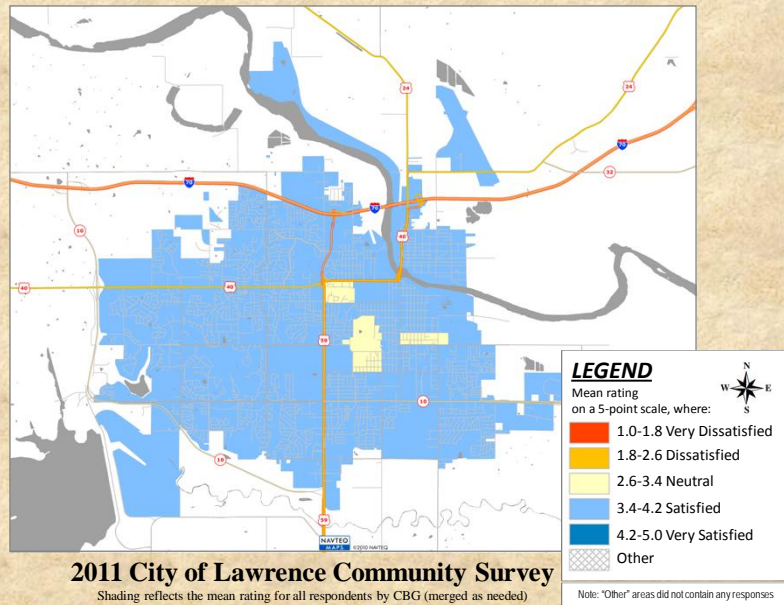 24
24
70
70
32
70
10
40
40
40
59
10
10
59
NAVTEQ
MAPS
©2010 NAVTEQ
LEGEND
Mean rating
on a 5-point scale, where:
N
W
E
S
1.0-1.8 Very Dissatisfied
1.8-2.6 Dissatisfied
2.6-3.4 Neutral
3.4-4.2 Satisfied
4.2-5.0 Very Satisfied
Other
2011 City of Lawrence Community Survey
Shading reflects the mean rating for all respondents by CBG (merged as needed)
Note: "Other" areas did not contain any responses